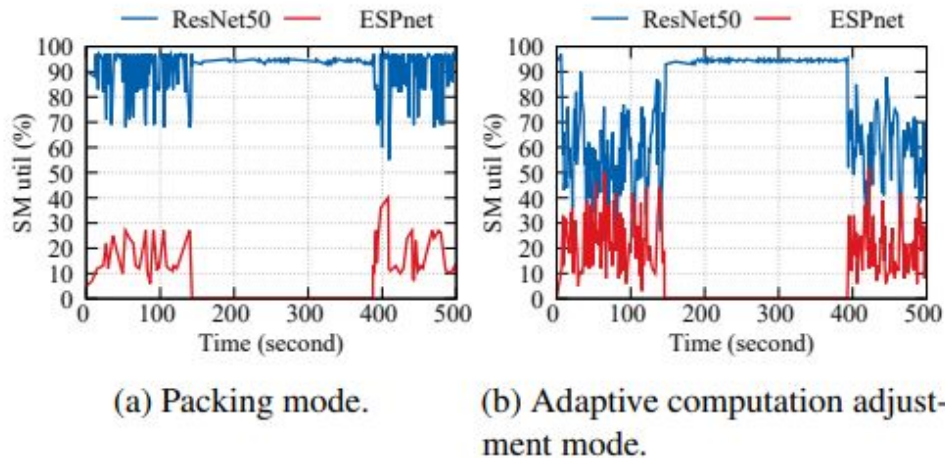 ResNet50 ESPnet
100
90
80
70
60
50
40
30
20
10
0
SM util (%)
0 100 200 300 400 500
Time (second)
(a) Packing mode.
ResNet50 ESPnet
100
90
80
70
60
50
40
30
20
10
0
SM util (%)
0 100 200 300 400 500
Time (second)
(b) Adaptive computation adjust-
ment mode.